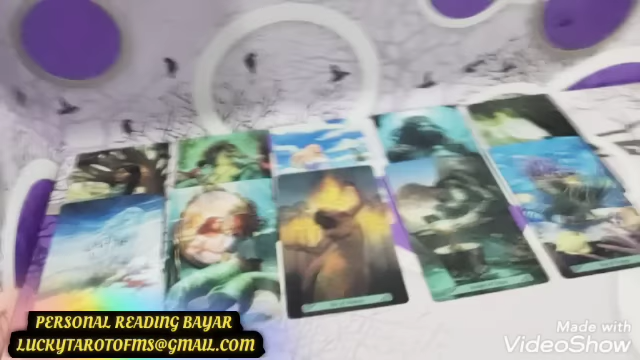 Made with
VideoShow
PERSONAL READING BAYAR
LUCKYTAROTOFMS@GMAIL.COM